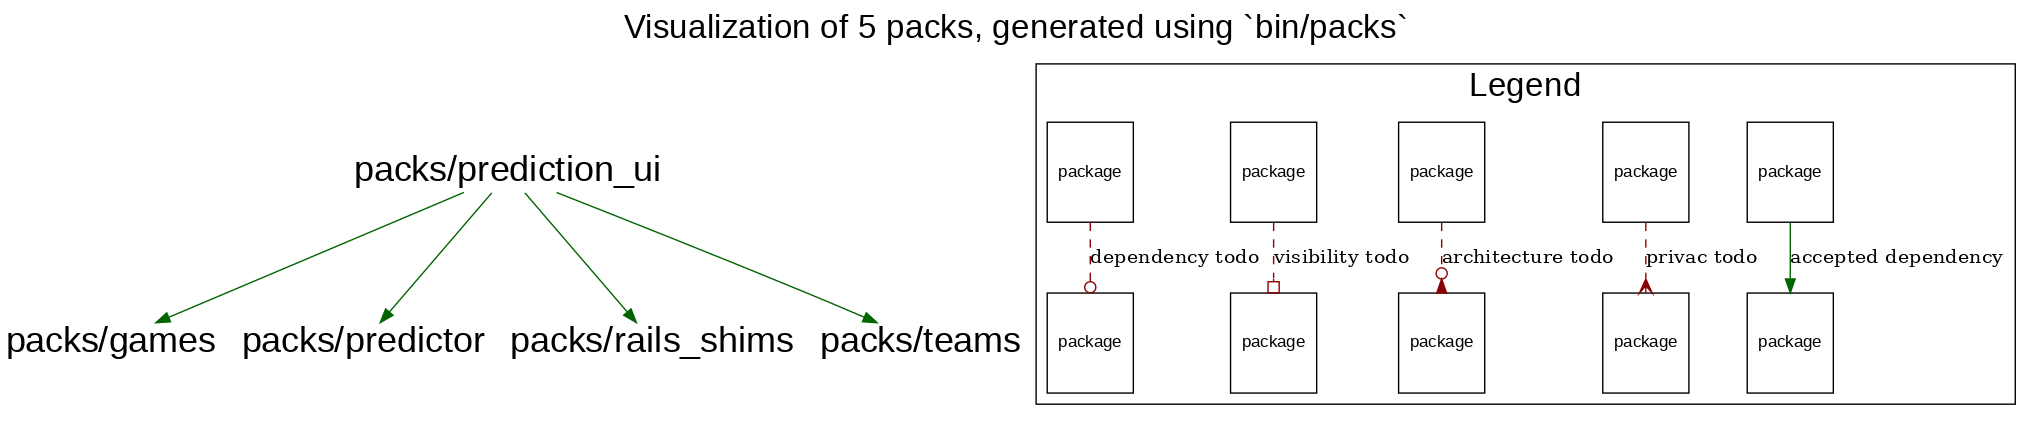 Visualization of 5 packs, generated using `bin/packs`
packs/prediction_ui
packs/games packs/predictor packs/rails_shims packs/teams
Legend
package package package package package
dependency todo visibility todo architecture todo privac todo accepted dependency
package package package package package